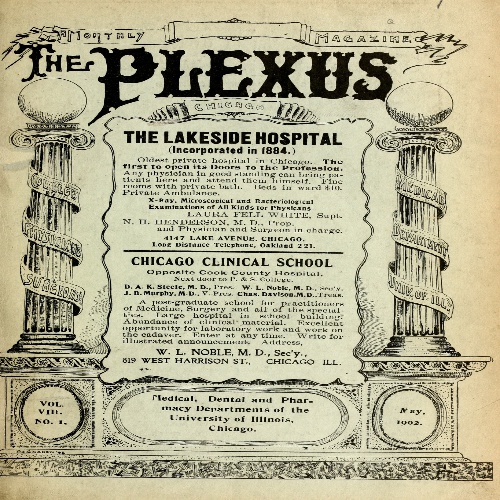 MONTHLY MAGAZINE
THE PLEXUS
CHICAGO
THE LAKESIDE HOSPITAL
(Incorporated in 1884.)
Oldest private hospital in Chicago. The
first to open its Doors to the Profession.
Any physician in good standing can bring pa-
tients here and attend them himself. Fine
rooms with private bath. Beds in ward $10.
Private Ambulance.
X-Ray, Microscopical and Bacteriological
Examinations of All Kinds for Physicans
LAURA FELL WHITE, Supt.
N. H. HENDERSON, M. D., Prop.
and Physician and Surgeon in charge.
4147 LAKE AVENUE, CHICAGO.
Long Distance Telephone, Oakland 221.
CHICAGO CLINICAL SCHOOL
Opposite Cook County Hospital.
Next door to P. & S. College.
D. A. K. Steele, M. D., Pres. W. L. Noble, M. D., Sec'y.
J. B. Murphy, M. D., V-Pres. Chas. Davison, M. D., Treas.
A post-graduate school for practitioners
of Medicine, Surgery and all of the special
ties. Large hospital in school building
Abundance of clinical material. Excellent
opportunity for laboratory work and work on
the cadaver. Enter at any time. Write for
illustrated announcement. Address,
W. L. NOBLE, M. D., Sec'y.,
819 WEST HARRISON ST., CHICAGO ILL.
VOL.
VIII.
NO. 1.
Medical, Dental and Phar-
macy Departments of the
University of Illinois,
Chicago.
May,
1902.